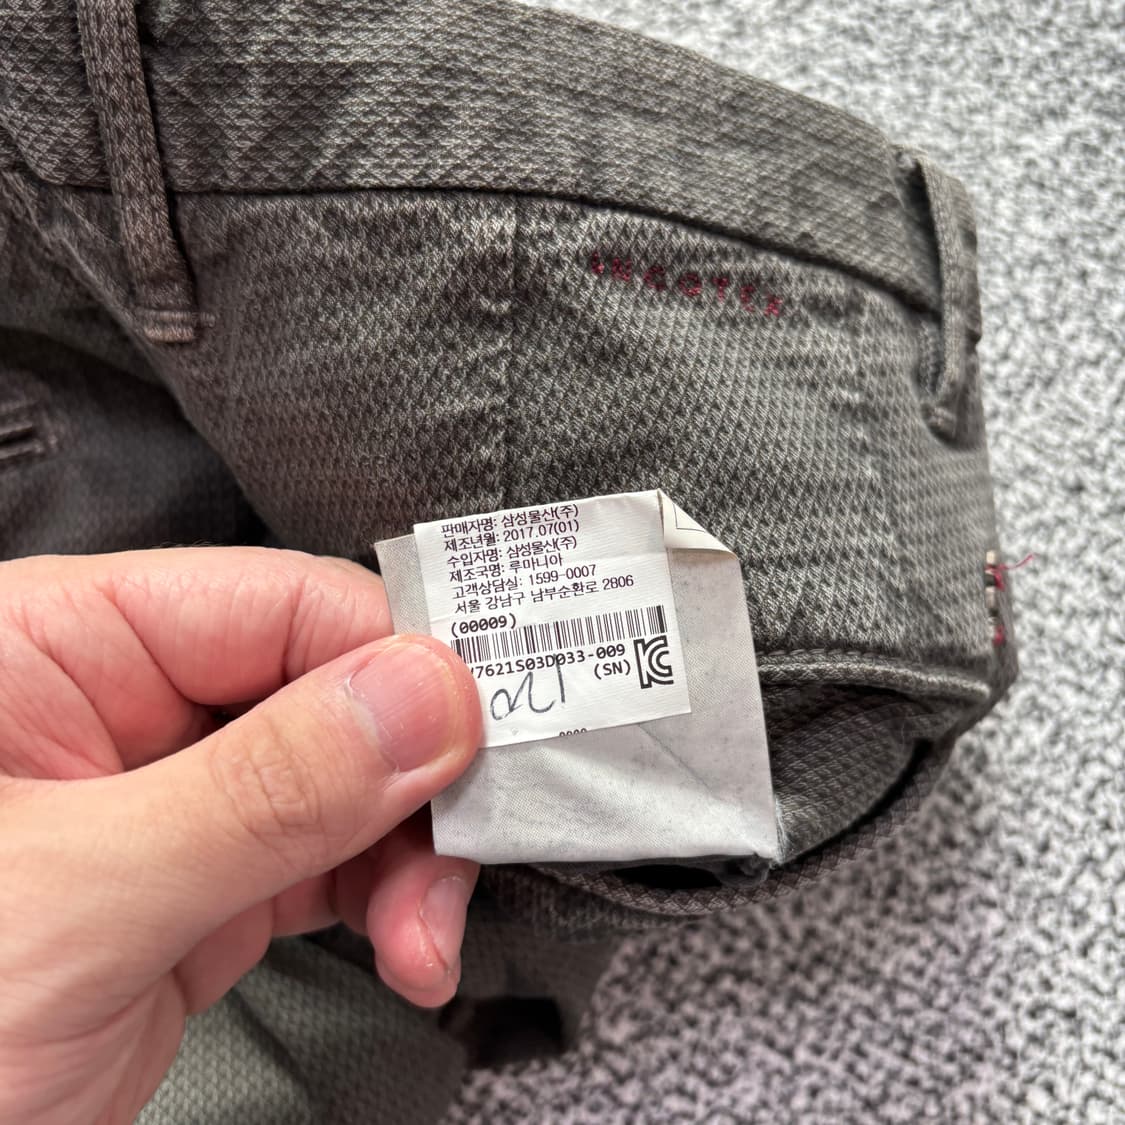 INCOTEX
판매자명: 삼성물산(주)
제조년월: 2017.07(01)
수입자명: 삼성물산(주)
제조국명: 루마니아
고객상담실: 1599-0007
서울 강남구 남부순환로 2806
(00009)
7621S03D033-009
(SN)